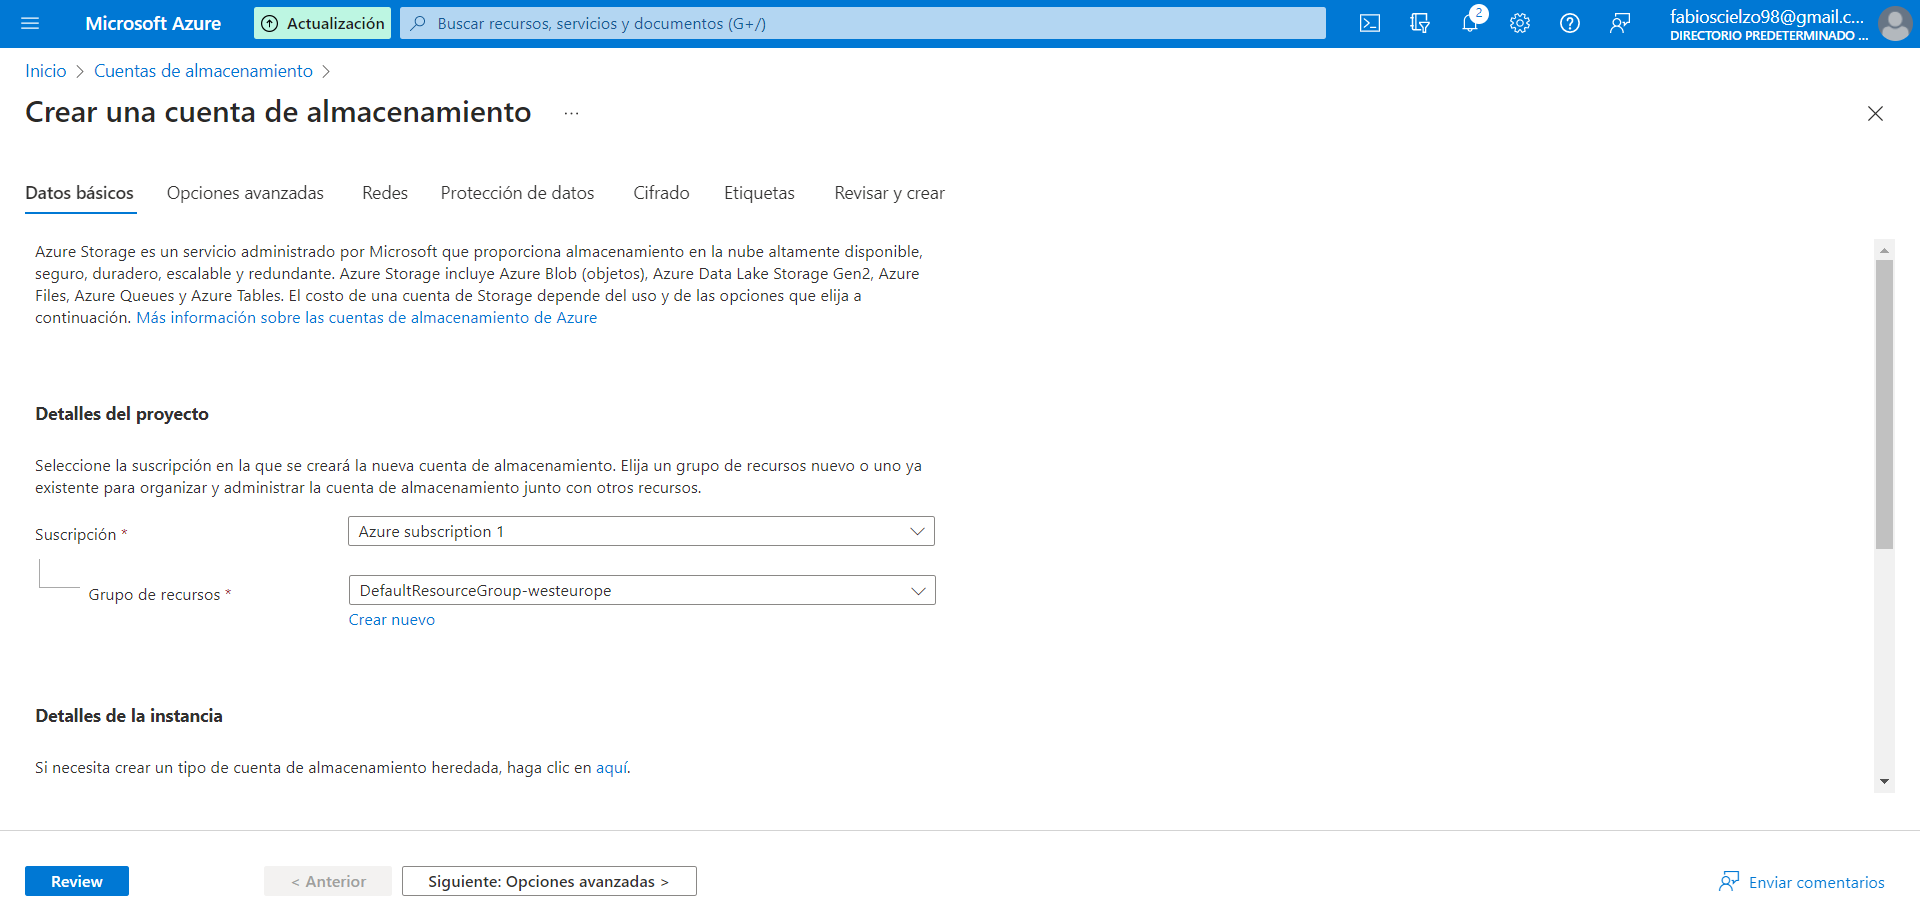 Microsoft Azure
Actualización
Buscar recursos, servicios y documentos (G+/)
2
fabioscielzo98@gmail.c...
DIRECTORIO PREDETERMINADO ...
Inicio > Cuentas de almacenamiento >
Crear una cuenta de almacenamiento ...
Datos básicos Opciones avanzadas Redes Protección de datos Cifrado Etiquetas Revisar y crear
Azure Storage es un servicio administrado por Microsoft que proporciona almacenamiento en la nube altamente disponible,
seguro, duradero, escalable y redundante. Azure Storage incluye Azure Blob (objetos), Azure Data Lake Storage Gen2, Azure
Files, Azure Queues y Azure Tables. El costo de una cuenta de Storage depende del uso y de las opciones que elija a
continuación. Más información sobre las cuentas de almacenamiento de Azure
Detalles del proyecto
Seleccione la suscripción en la que se creará la nueva cuenta de almacenamiento. Elija un grupo de recursos nuevo o uno ya
existente para organizar y administrar la cuenta de almacenamiento junto con otros recursos.
Suscripción * Azure subscription 1
Grupo de recursos * DefaultResourceGroup-westeurope
Crear nuevo
Detalles de la instancia
Si necesita crear un tipo de cuenta de almacenamiento heredada, haga clic en aquí.
Review < Anterior Siguiente: Opciones avanzadas > Enviar comentarios